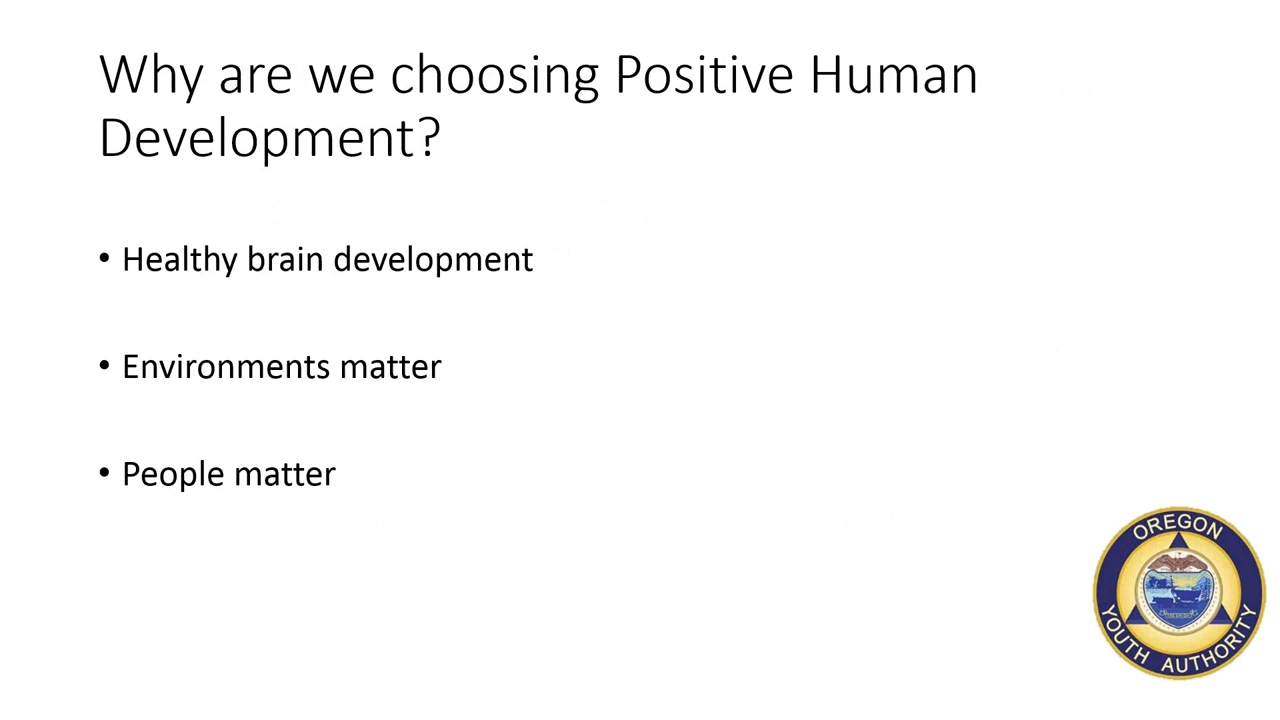 Why are we choosing Positive Human
Development?
• Healthy brain development
• Environments matter
• People matter
OREGON
YOUTH AUTHORITY